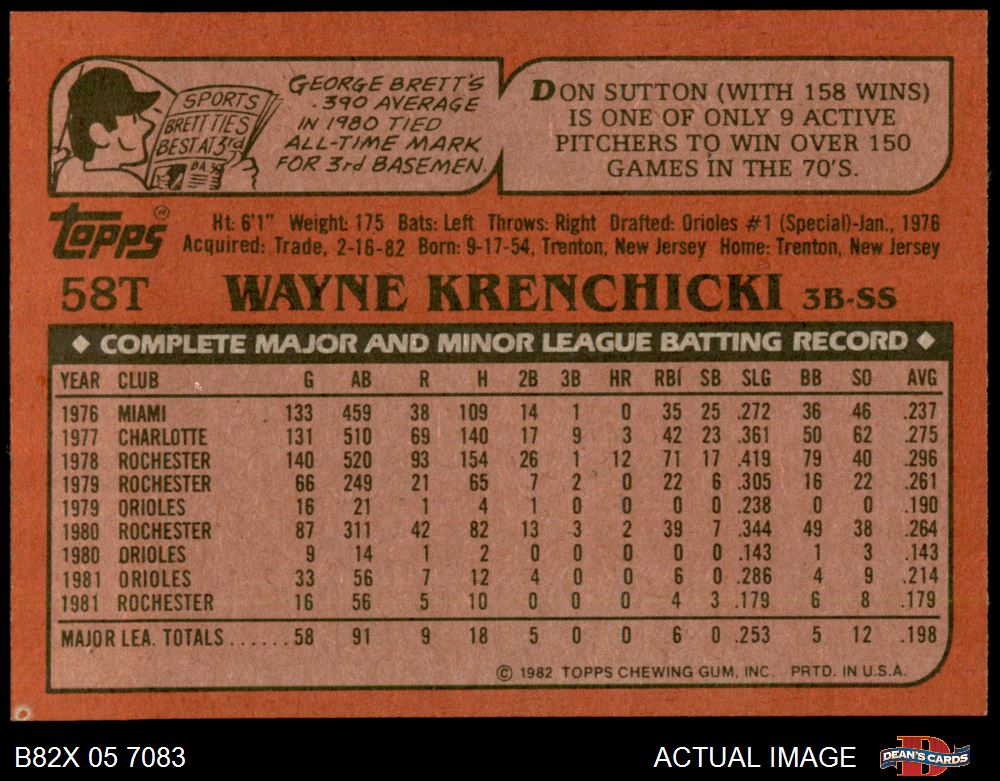 SPORTS
BRETT TIES
BEST AT 3rd
GEORGE BRETT'S
.390 AVERAGE
IN 1980 TIED
ALL-TIME MARK
FOR 3rd BASEMEN.
DON SUTTON (WITH 158 WINS)
IS ONE OF ONLY 9 ACTIVE
PITCHERS TO WIN OVER 150
GAMES IN THE 70'S.
Topps®
Ht: 6'1" Weight: 175 Bats: Left Throws: Right Drafted: Orioles #1 (Special)-Jan., 1976
Acquired: Trade, 2-16-82 Born: 9-17-54, Trenton, New Jersey Home: Trenton, New Jersey
58T WAYNE KRENCHICKI 3B-SS
♦ COMPLETE MAJOR AND MINOR LEAGUE BATTING RECORD ♦
YEAR CLUB G AB R H 2B 3B HR RBI SB SLG BB SO AVG
1976 MIAMI 133 459 38 109 14 1 0 35 25 .272 36 46 .237
1977 CHARLOTTE 131 510 69 140 17 9 3 42 23 .361 50 62 .275
1978 ROCHESTER 140 520 93 154 26 1 12 71 17 .419 79 40 .296
1979 ROCHESTER 66 249 21 65 7 2 0 22 6 .305 16 22 .261
1979 ORIOLES 16 21 1 4 1 0 0 0 0 .238 0 0 .190
1980 ROCHESTER 87 311 42 82 13 3 2 39 7 .344 49 38 .264
1980 ORIOLES 9 14 1 2 0 0 0 0 0 .143 1 3 .143
1981 ORIOLES 33 56 7 12 4 0 0 6 0 .286 4 9 .214
1981 ROCHESTER 16 56 5 10 0 0 0 4 3 .179 6 8 .179
MAJOR LEA. TOTALS ...... 58 91 9 18 5 0 0 6 0 .253 5 12 .198
© 1982 TOPPS CHEWING GUM, INC. PRTD. IN U.S.A.
B82X 05 7083
ACTUAL IMAGE
DEAN'S CARDS